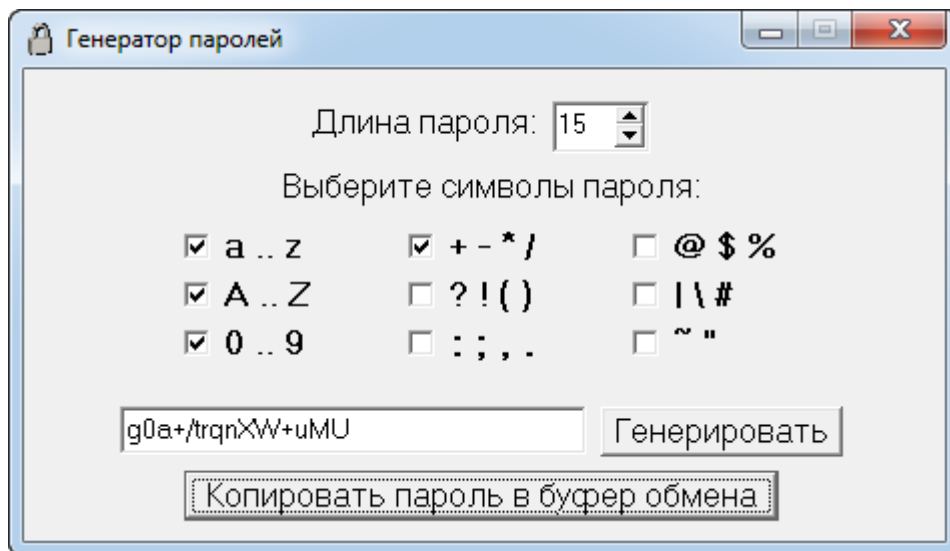 Генератор паролей
Длина пароля: 15
Выберите символы пароля:
a .. z + - * / @ $ %
A .. Z ? ! ( ) | \ #
0 .. 9 : ; , . ~ "
g0a+/trqnXW+uMU Генерировать
Копировать пароль в буфер обмена